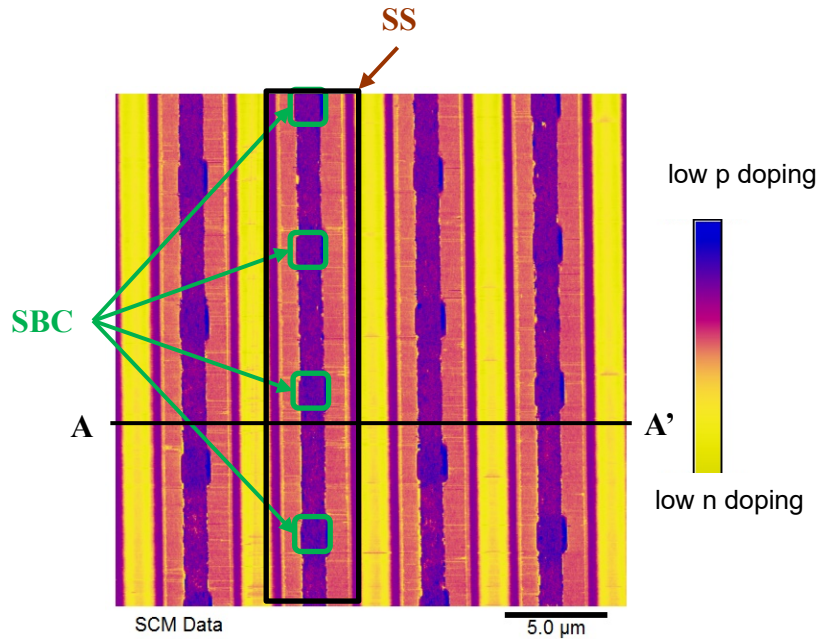 SS
low p doping
SBC
A
A'
low n doping
SCM Data
5.0 µm